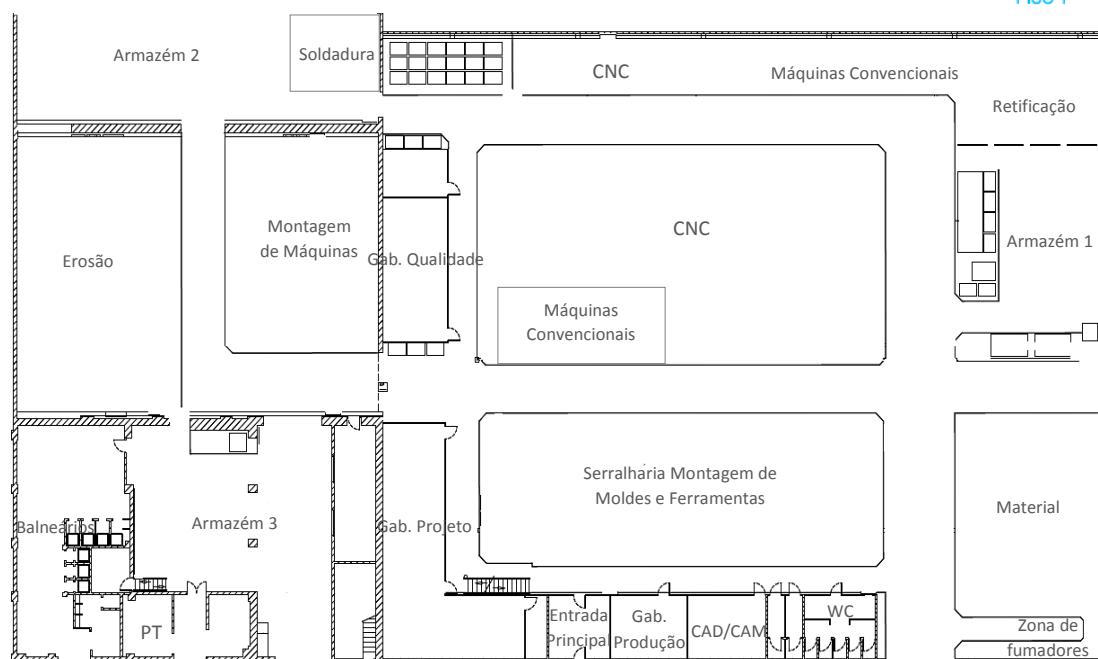 Piso 1
Armazém 2
Soldadura
CNC
Máquinas Convencionais
Retificação
Montagem
de Máquinas
Erosão
Gab. Qualidade
CNC
Armazém 1
Máquinas
Convencionais
Serralharia Montagem de
Moldes e Ferramentas
Material
Balneários
Armazém 3
Gab. Projeto
PT
Entrada
Principal
Gab.
Produção
CAD/CAM
WC
Zona de
fumadores